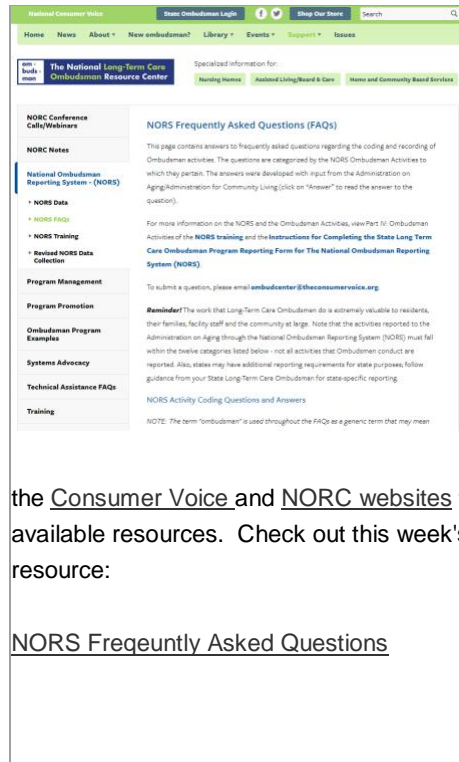 National Consumer Voice State Ombudsman Login Shop Our Store Search
Home News About New ombudsman? Library Events Support Issues
om· buds· man
The National Long-Term Care
Ombudsman Resource Center
Specialized information for:
Nursing Homes Assisted Living/Board & Care Home and Community Based Services
NORC Conference
Calls/Webinars
NORC Notes
National Ombudsman
Reporting System - (NORS)
NORS Data
NORS FAQs
NORS Training
Revised NORS Data
Collection
Program Management
Program Promotion
Ombudsman Program
Examples
Systems Advocacy
Technical Assistance FAQs
Training
NORS Frequently Asked Questions (FAQs)
This page contains answers to frequently asked questions regarding the coding and recording of
Ombudsman activities. The questions are categorized by the NORS Ombudsman Activities to
which they pertain. The answers were developed with input from the Administration on
Aging/Administration for Community Living (click on "Answer" to read the answer to the
question).
For more information on the NORS and the Ombudsman Activities, view Part IV: Ombudsman
Activities of the NORS training and the Instructions for Completing the State Long Term
Care Ombudsman Program Reporting Form for The National Ombudsman Reporting
System (NORS).
To submit a question, please email ombudcenter@theconsumervoice.org.
Reminder! The work that Long-Term Care Ombudsman do is extremely valuable to residents,
their families, facility staff and the community at large. Note that the activities reported to the
Administration on Aging through the National Ombudsman Reporting System (NORS) must fall
within the twelve categories listed below - not all activities that Ombudsmen conduct are
reported. Also, states may have additional reporting requirements for state purposes; follow
guidance from your State Long-Term Care Ombudsman for state-specific reporting.
NORS Activity Coding Questions and Answers
NOTE: The term "ombudsman" is used throughout the FAQs as a generic term that may mean
the Consumer Voice and NORC websites
available resources. Check out this week's
resource:
NORS Freqeuntly Asked Questions